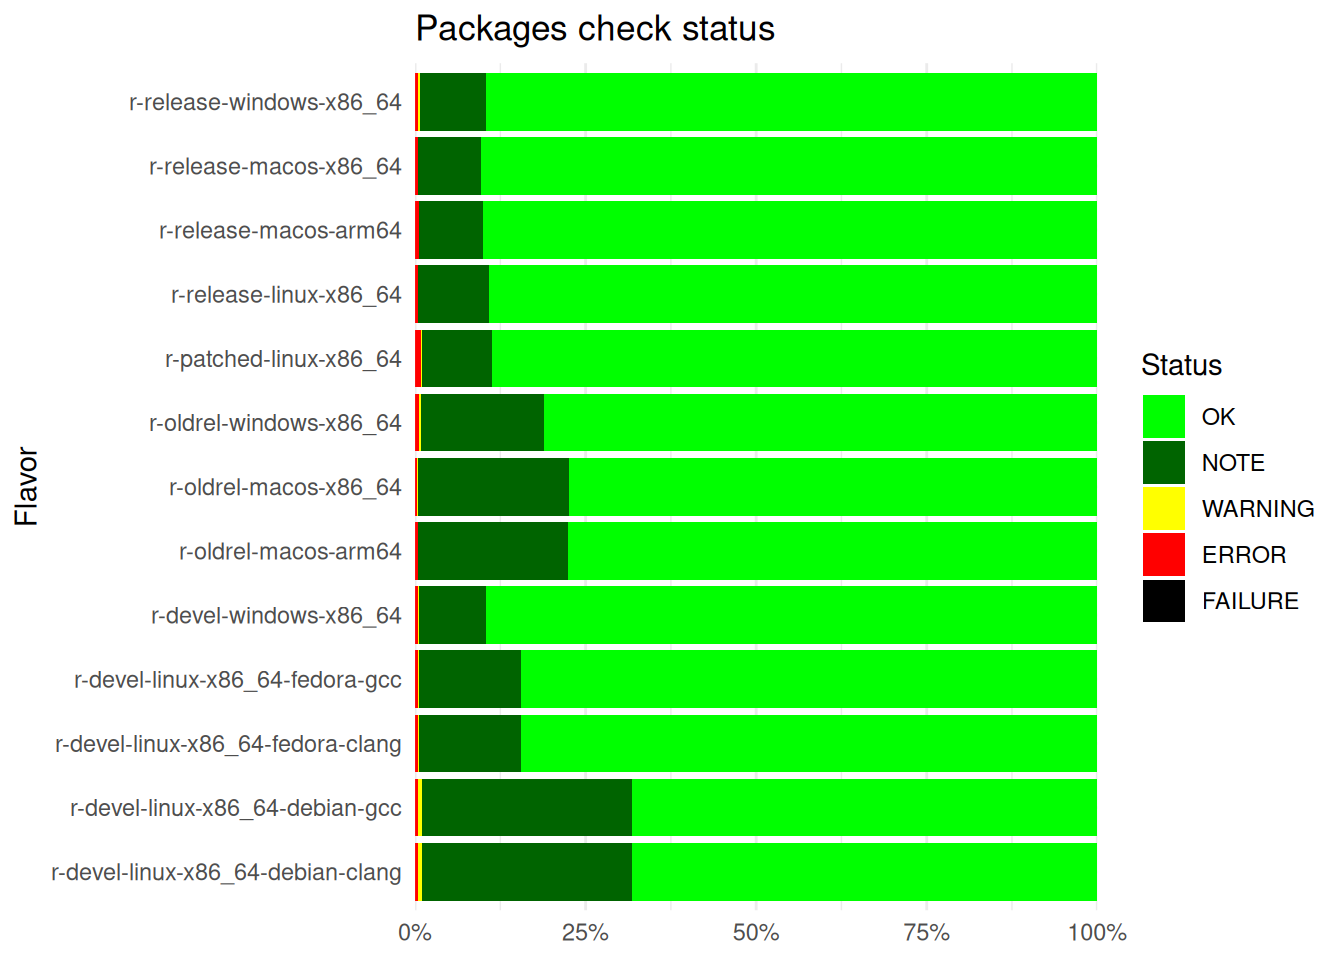 Packages check status
r-release-windows-x86_64
r-release-macos-x86_64
r-release-macos-arm64
r-release-linux-x86_64
r-patched-linux-x86_64
r-oldrel-windows-x86_64
r-oldrel-macos-x86_64
r-oldrel-macos-arm64
r-devel-windows-x86_64
r-devel-linux-x86_64-fedora-gcc
r-devel-linux-x86_64-fedora-clang
r-devel-linux-x86_64-debian-gcc
r-devel-linux-x86_64-debian-clang
Flavor
0% 25% 50% 75% 100%
Status
OK
NOTE
WARNING
ERROR
FAILURE